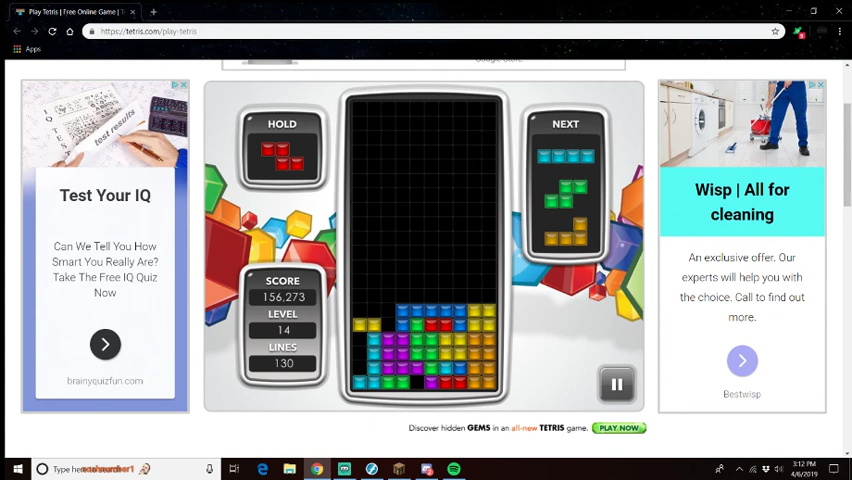 Play Tetris | Free Online Game | T
https://tetris.com/play-tetris
Apps
test results
Test Your IQ
Can We Tell You How
Smart You Really Are?
Take The Free IQ Quiz
Now
brainyquizfun.com
HOLD
SCORE
156,273
LEVEL
14
LINES
130
NEXT
Wisp | All for
cleaning
An exclusive offer. Our
experts will help you with
the choice. Call to find out
more.
Bestwisp
Discover hidden GEMS in an all-new TETRIS game.
PLAY NOW
3:12 PM
4/6/2019